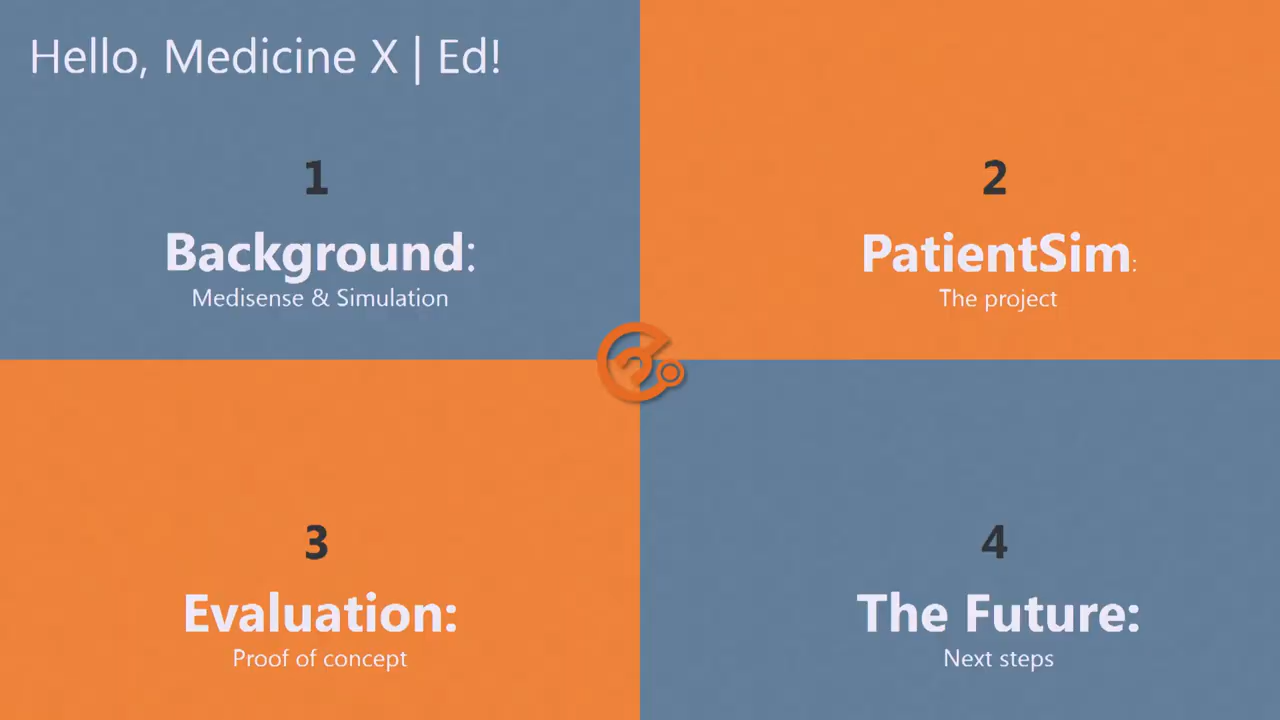 Hello, Medicine X | Ed!
1
Background:
Medisense & Simulation
2
PatientSim:
The project
3
Evaluation:
Proof of concept
4
The Future:
Next steps